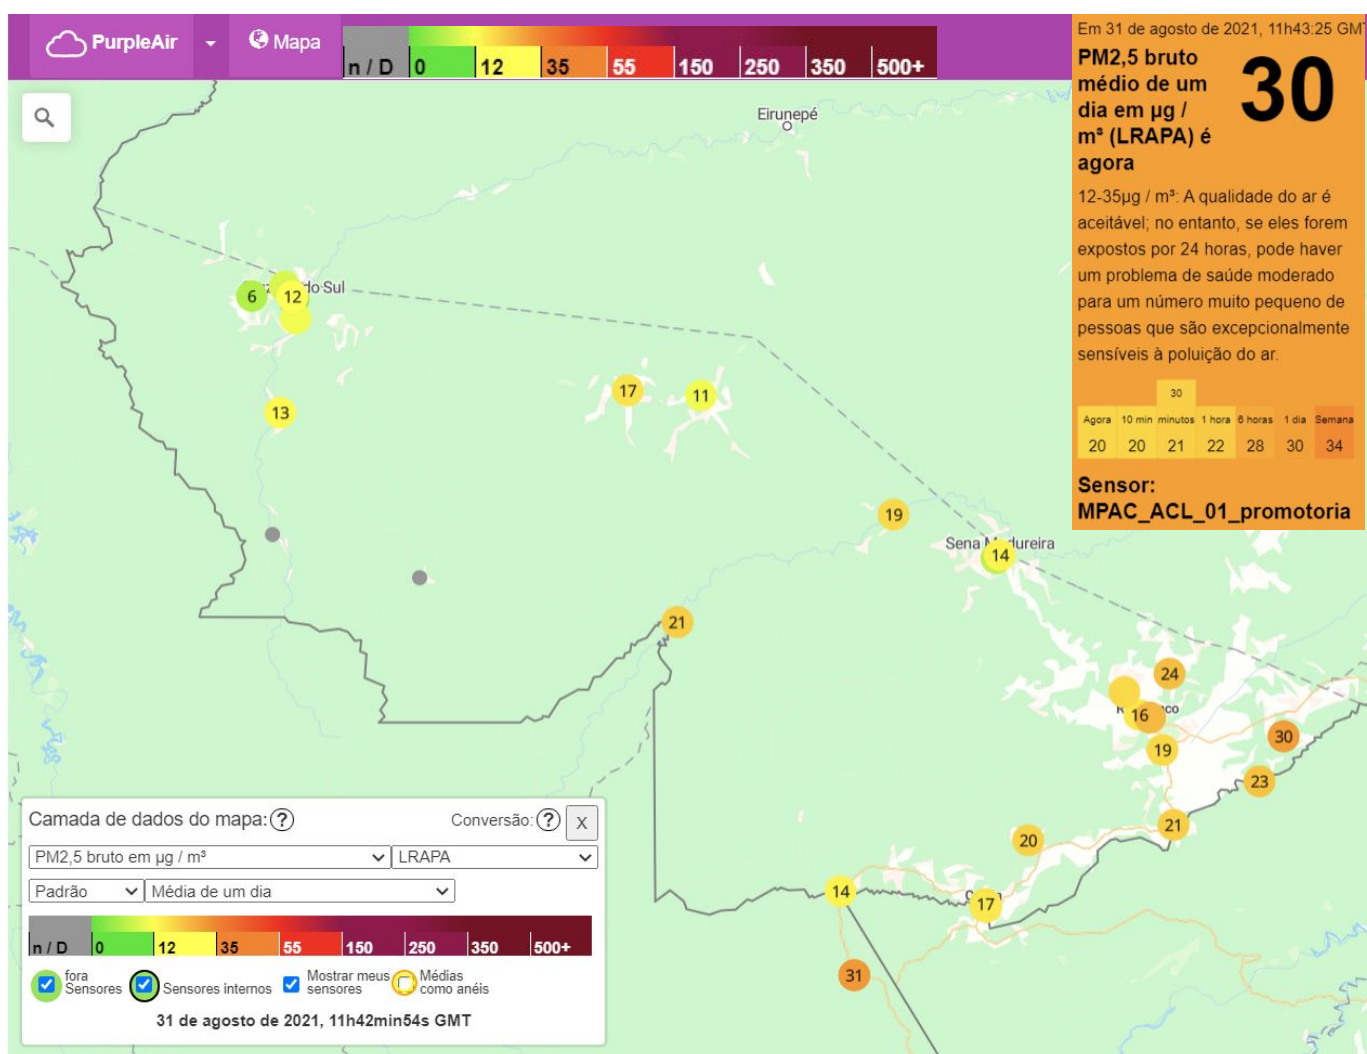 PurpleAir
Mapa
n / D 0 12 35 55 150 250 350 500+
Em 31 de agosto de 2021, 11h43:25 GMT
PM2,5 bruto
médio de um
dia em µg /
m³ (LRAPA) é
agora
30
12-35µg / m³: A qualidade do ar é
aceitável; no entanto, se eles forem
expostos por 24 horas, pode haver
um problema de saúde moderado
para um número muito pequeno de
pessoas que são excepcionalmente
sensíveis à poluição do ar.
30
Agora 10 min minutos 1 hora 6 horas 1 dia Semana
20 20 21 22 28 30 34
Sensor:
MPAC_ACL_01_promotoria
Eirunepé
do Sul
6
12
13
17
11
19
Sena Madureira
14
21
24
16
19
30
23
21
20
14
17
31
Camada de dados do mapa: ?
Conversão: ? X
PM2,5 bruto em µg / m³ LRAPA
Padrão Média de um dia
n / D 0 12 35 55 150 250 350 500+
fora
Sensores
Sensores internos
Mostrar meus
sensores
Médias
como anéis
31 de agosto de 2021, 11h42min54s GMT